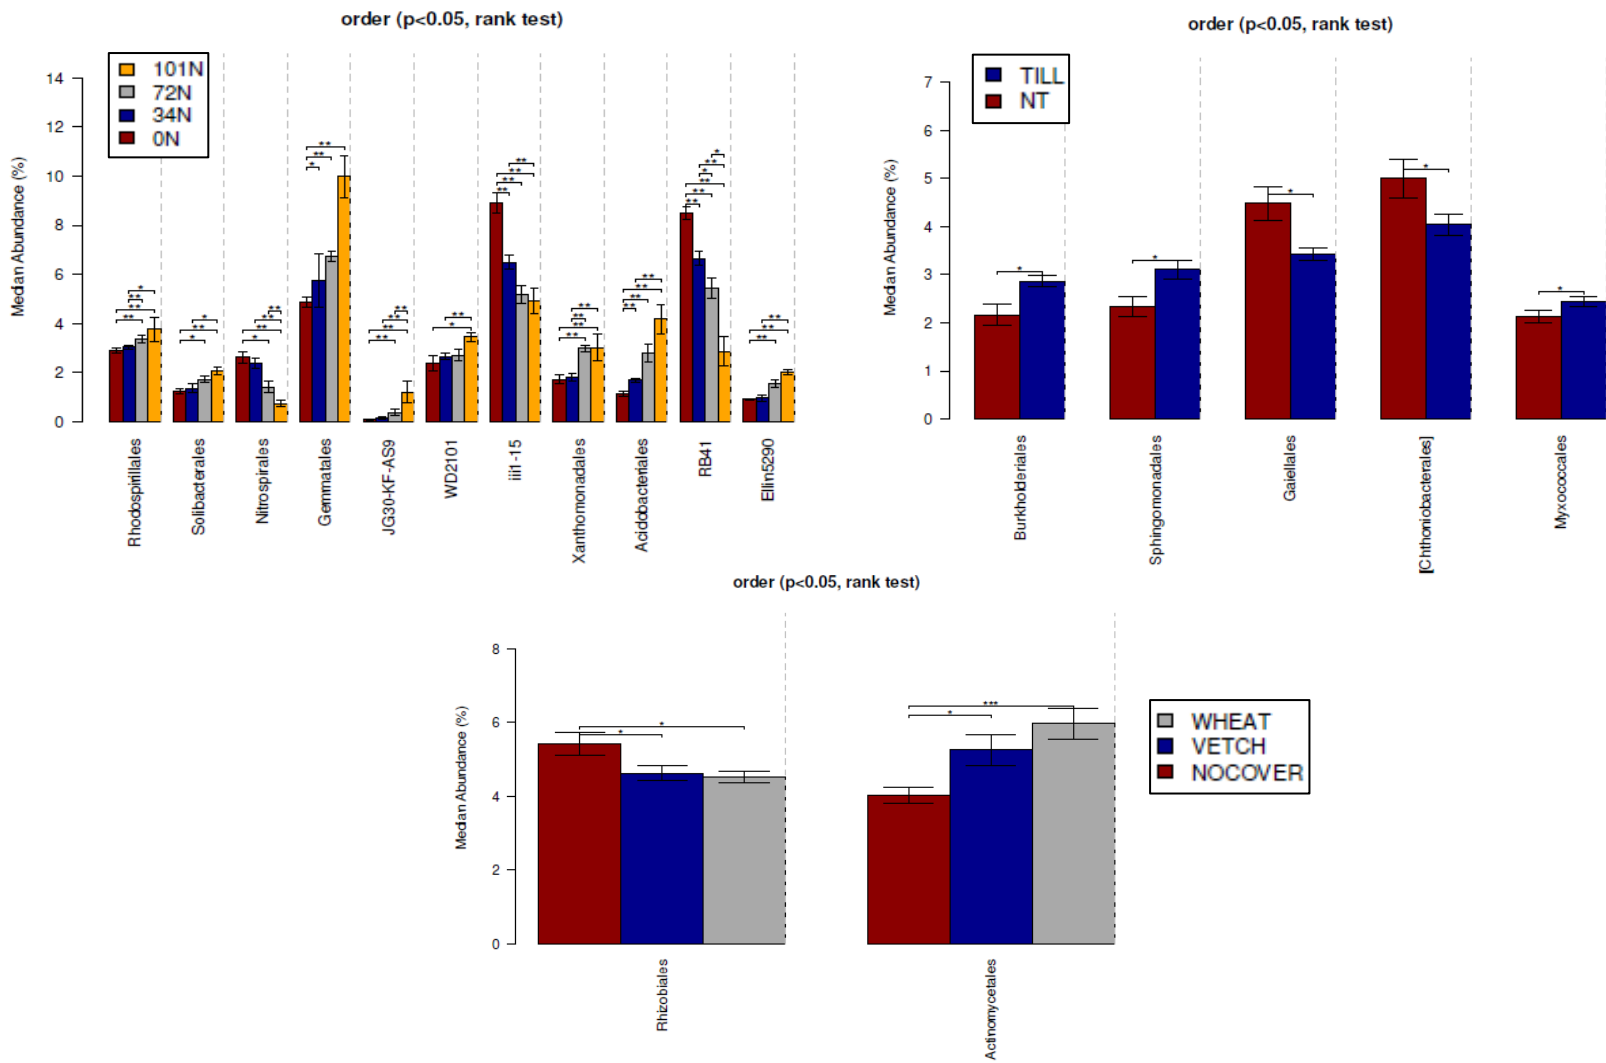 order (p<0.05, rank test)
101N
72N
34N
0N
Median Abundance (%)
14
12
10
8
6
4
2
0
** ** * * ** * ** ** * ** ** * ** ** ** ** ** ** ** * ** ** ** ** ** ** ** ** ** ** ** ** ** * ** * ** ** ** ** ** **
Rhodospirillales
Solibacterales
Nitrospirales
Gemmatales
JG30-KF-AS9
WD2101
iii1-15
Xanthomonadales
Acidobacteriales
RB41
Ellin5290
order (p<0.05, rank test)
TILL
NT
Median Abundance (%)
7
6
5
4
3
2
1
0
*
*
*
*
*
Burkholderiales
Sphingomonadales
Gaiellales
[Chthoniobacterales]
Myxococcales
order (p<0.05, rank test)
Median Abundance (%)
8
6
4
2
0
*
*
***
*
Rhizobiales
Actinomycetales
WHEAT
VETCH
NOCOVER